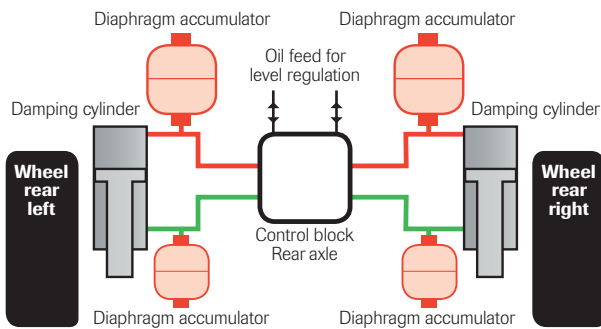 Diaphragm accumulator
Diaphragm accumulator
Oil feed for
level regulation
Damping cylinder
Damping cylinder
Wheel
rear
left
Wheel
rear
right
Control block
Rear axle
Diaphragm accumulator
Diaphragm accumulator